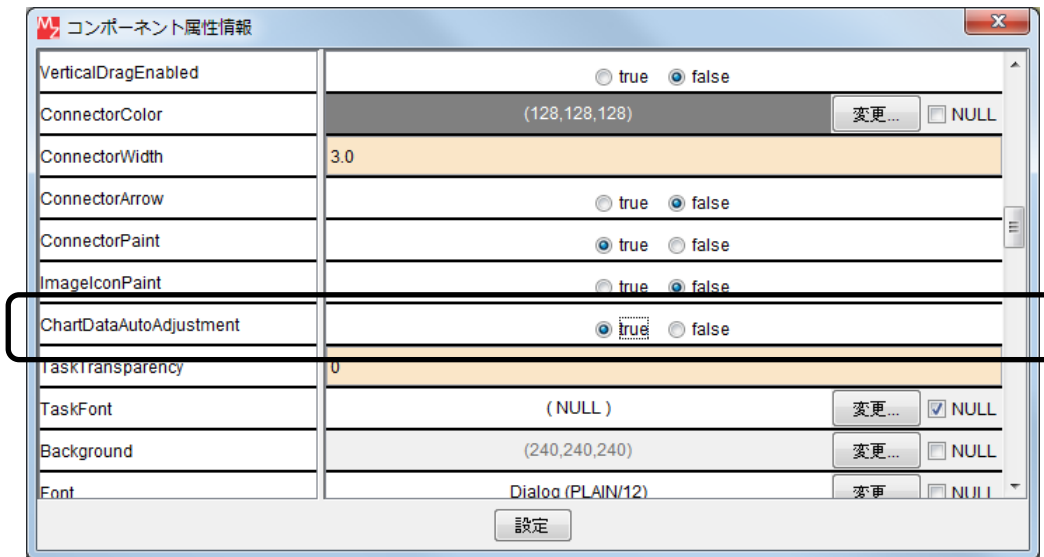 コンポーネント属性情報
VerticalDragEnabled true false
ConnectorColor (128,128,128) 変更... NULL
ConnectorWidth 3.0
ConnectorArrow true false
ConnectorPaint true false
ImageIconPaint true false
ChartDataAutoAdjustment true false
TaskTransparency 0
TaskFont ( NULL ) 変更... NULL
Background (240,240,240) 変更... NULL
Font Dialog (PLAIN/12) 変更 NULL
設定